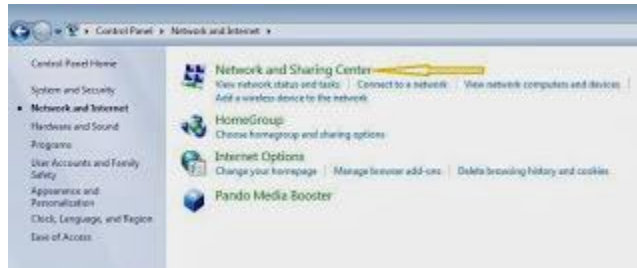 Control Panel ▸ Network and Internet ▸
Control Panel Home
System and Security
Network and Internet
Hardware and Sound
Programs
User Accounts and Family
Safety
Appearance and
Personalization
Clock, Language, and Region
Ease of Access
Network and Sharing Center
View network status and tasks | Connect to a network | View network computers and devices |
Add a wireless device to the network
HomeGroup
Choose homegroup and sharing options
Internet Options
Change your homepage | Manage browser add-ons | Delete browsing history and cookies
Pando Media Booster